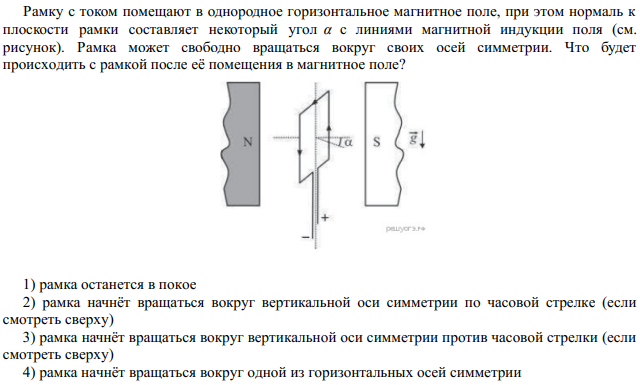 Рамку с током помещают в однородное горизонтальное магнитное поле, при этом нормаль к
плоскости рамки составляет некоторый угол α с линиями магнитной индукции поля (см.
рисунок). Рамка может свободно вращаться вокруг своих осей симметрии. Что будет
происходить с рамкой после её помещения в магнитное поле?
N
α
S
g
+
−
решуогэ.рф
1) рамка останется в покое
2) рамка начнёт вращаться вокруг вертикальной оси симметрии по часовой стрелке (если
смотреть сверху)
3) рамка начнёт вращаться вокруг вертикальной оси симметрии против часовой стрелки (если
смотреть сверху)
4) рамка начнёт вращаться вокруг одной из горизонтальных осей симметрии